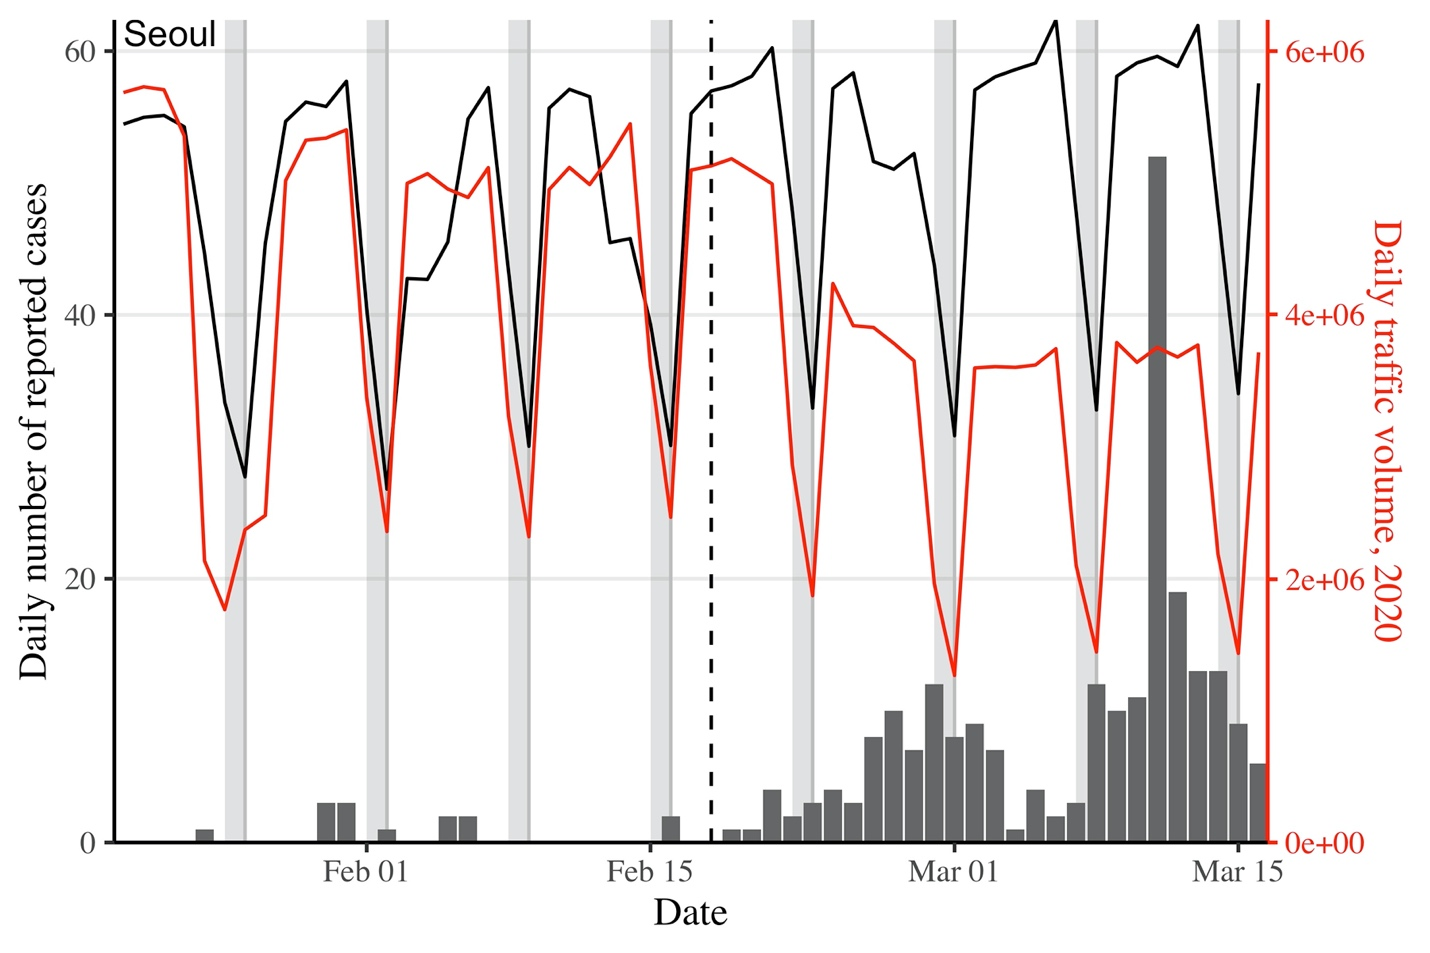 Seoul
60
40
20
0
Daily number of reported cases
6e+06
4e+06
2e+06
0e+00
Daily traffic volume, 2020
Feb 01
Feb 15
Mar 01
Mar 15
Date